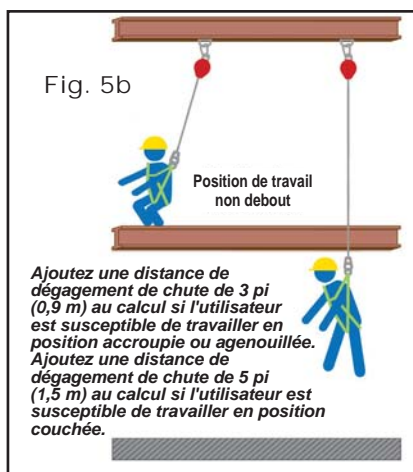 Fig. 5b
Position de travail
non debout
Ajoutez une distance de
dégagement de chute de 3 pi
(0,9 m) au calcul si l'utilisateur
est susceptible de travailler en
position accroupie ou agenouillée.
Ajoutez une distance de
dégagement de chute de 5 pi
(1,5 m) au calcul si l'utilisateur est
susceptible de travailler en position
couchée.